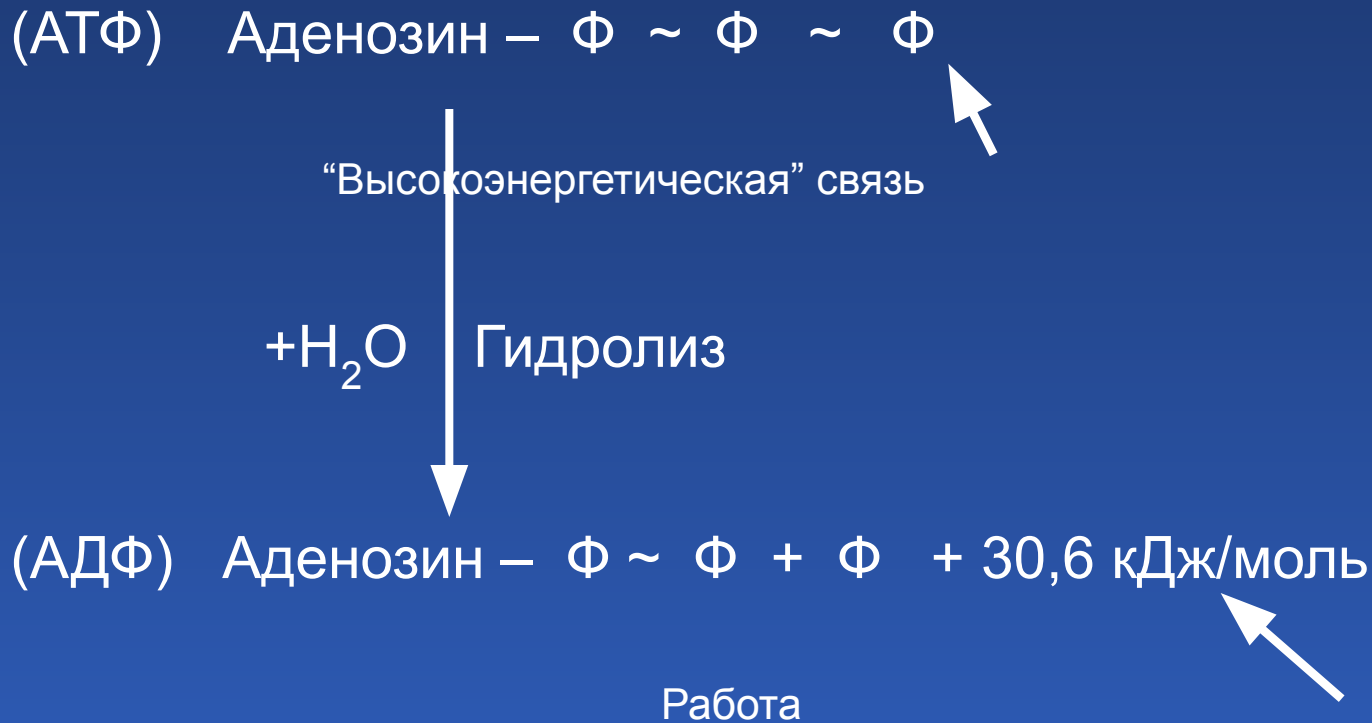 (АТФ) Аденозин – Ф ~ Ф ~ Ф
“Высокоэнергетическая” связь
+H₂O Гидролиз
(АДФ) Аденозин – Ф ~ Ф + Ф + 30,6 кДж/моль
Работа